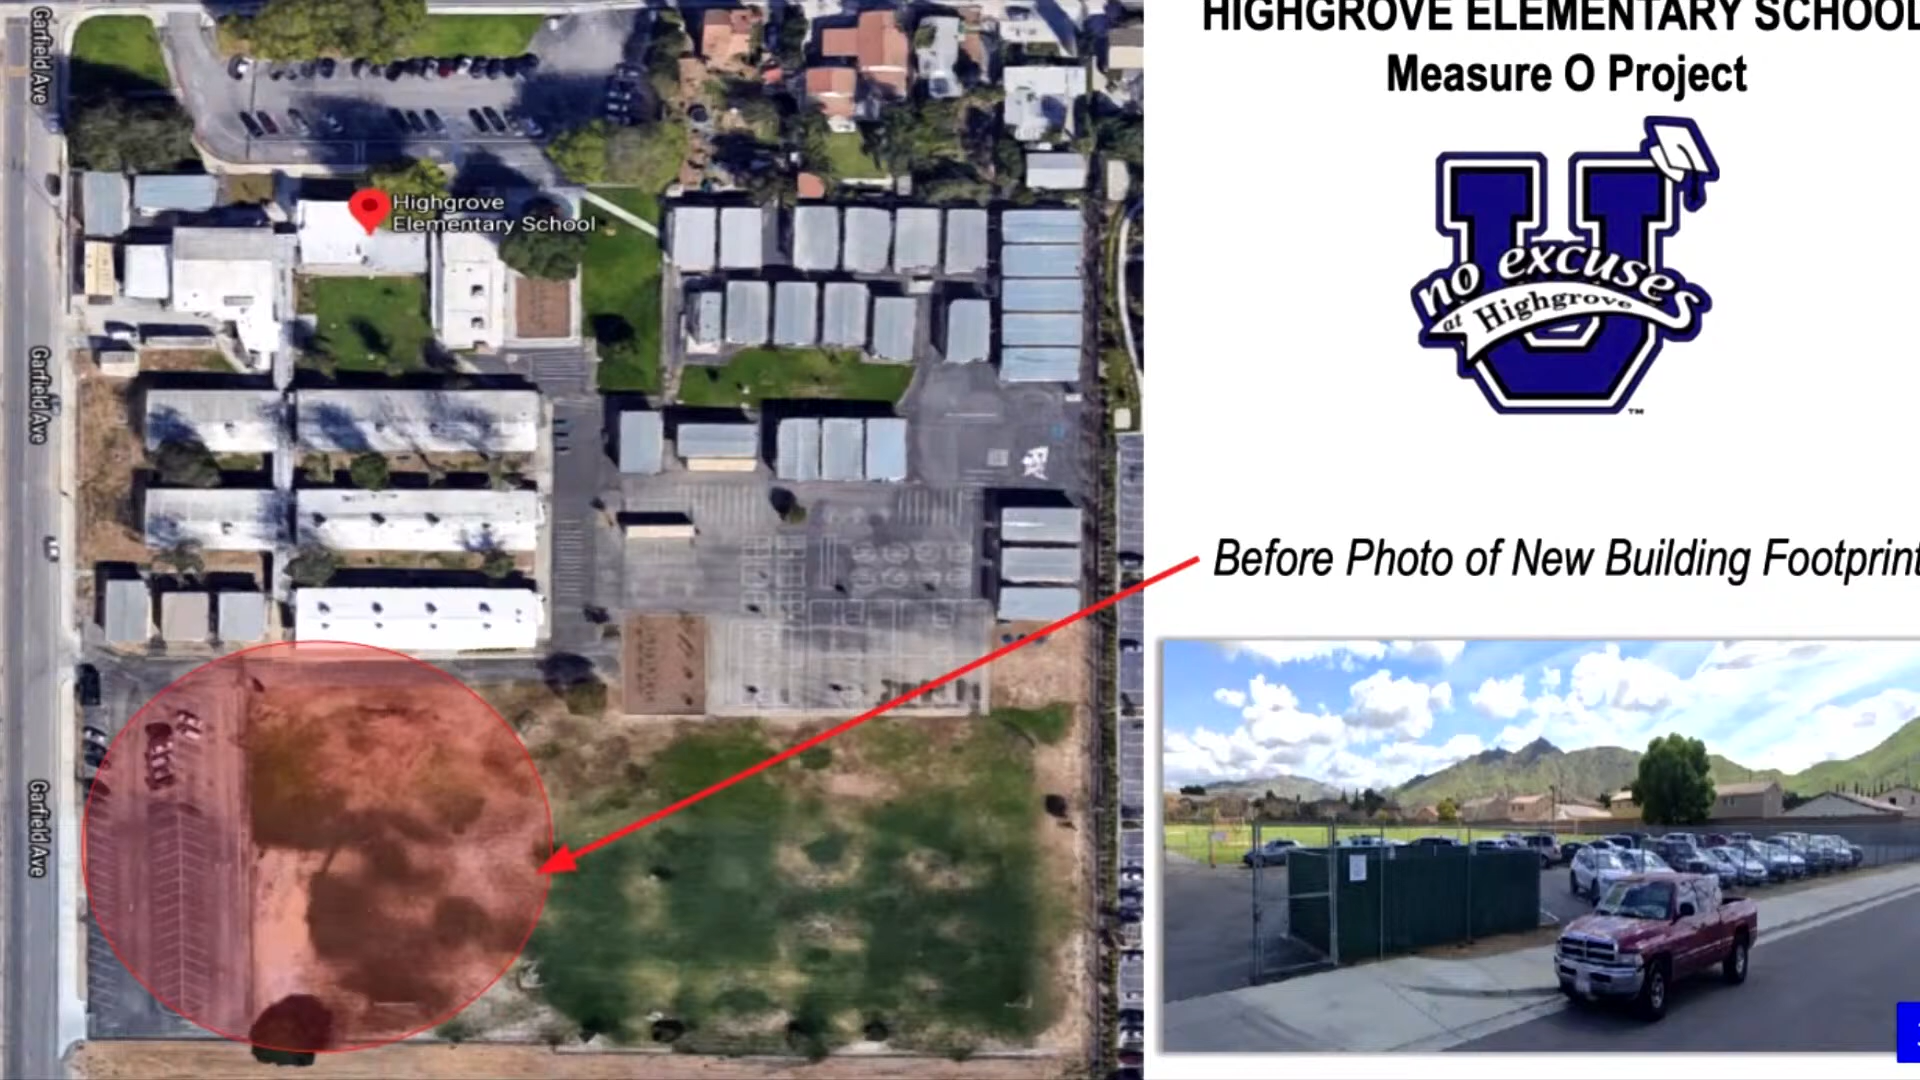 HIGHGROVE ELEMENTARY SCHOOL
Measure O Project
no excuses
at Highgrove
U
TM
Garfield Ave
Highgrove
Elementary School
Garfield Ave
Garfield Ave
Before Photo of New Building Footprint